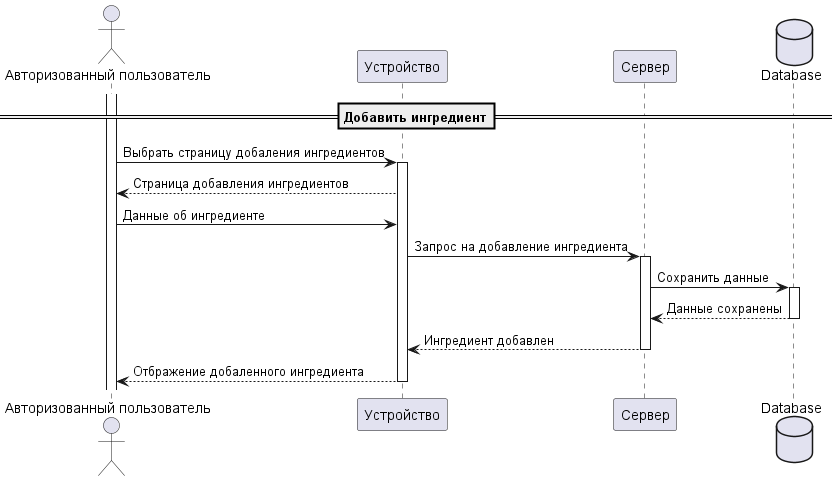 Авторизованный пользователь
Устройство
Сервер
Database
Добавить ингредиент
Выбрать страницу добаления ингредиентов
Страница добавления ингредиентов
Данные об ингредиенте
Запрос на добавление ингредиента
Сохранить данные
Данные сохранены
Ингредиент добавлен
Отбражение добаленного ингредиента
Авторизованный пользователь
Устройство
Сервер
Database